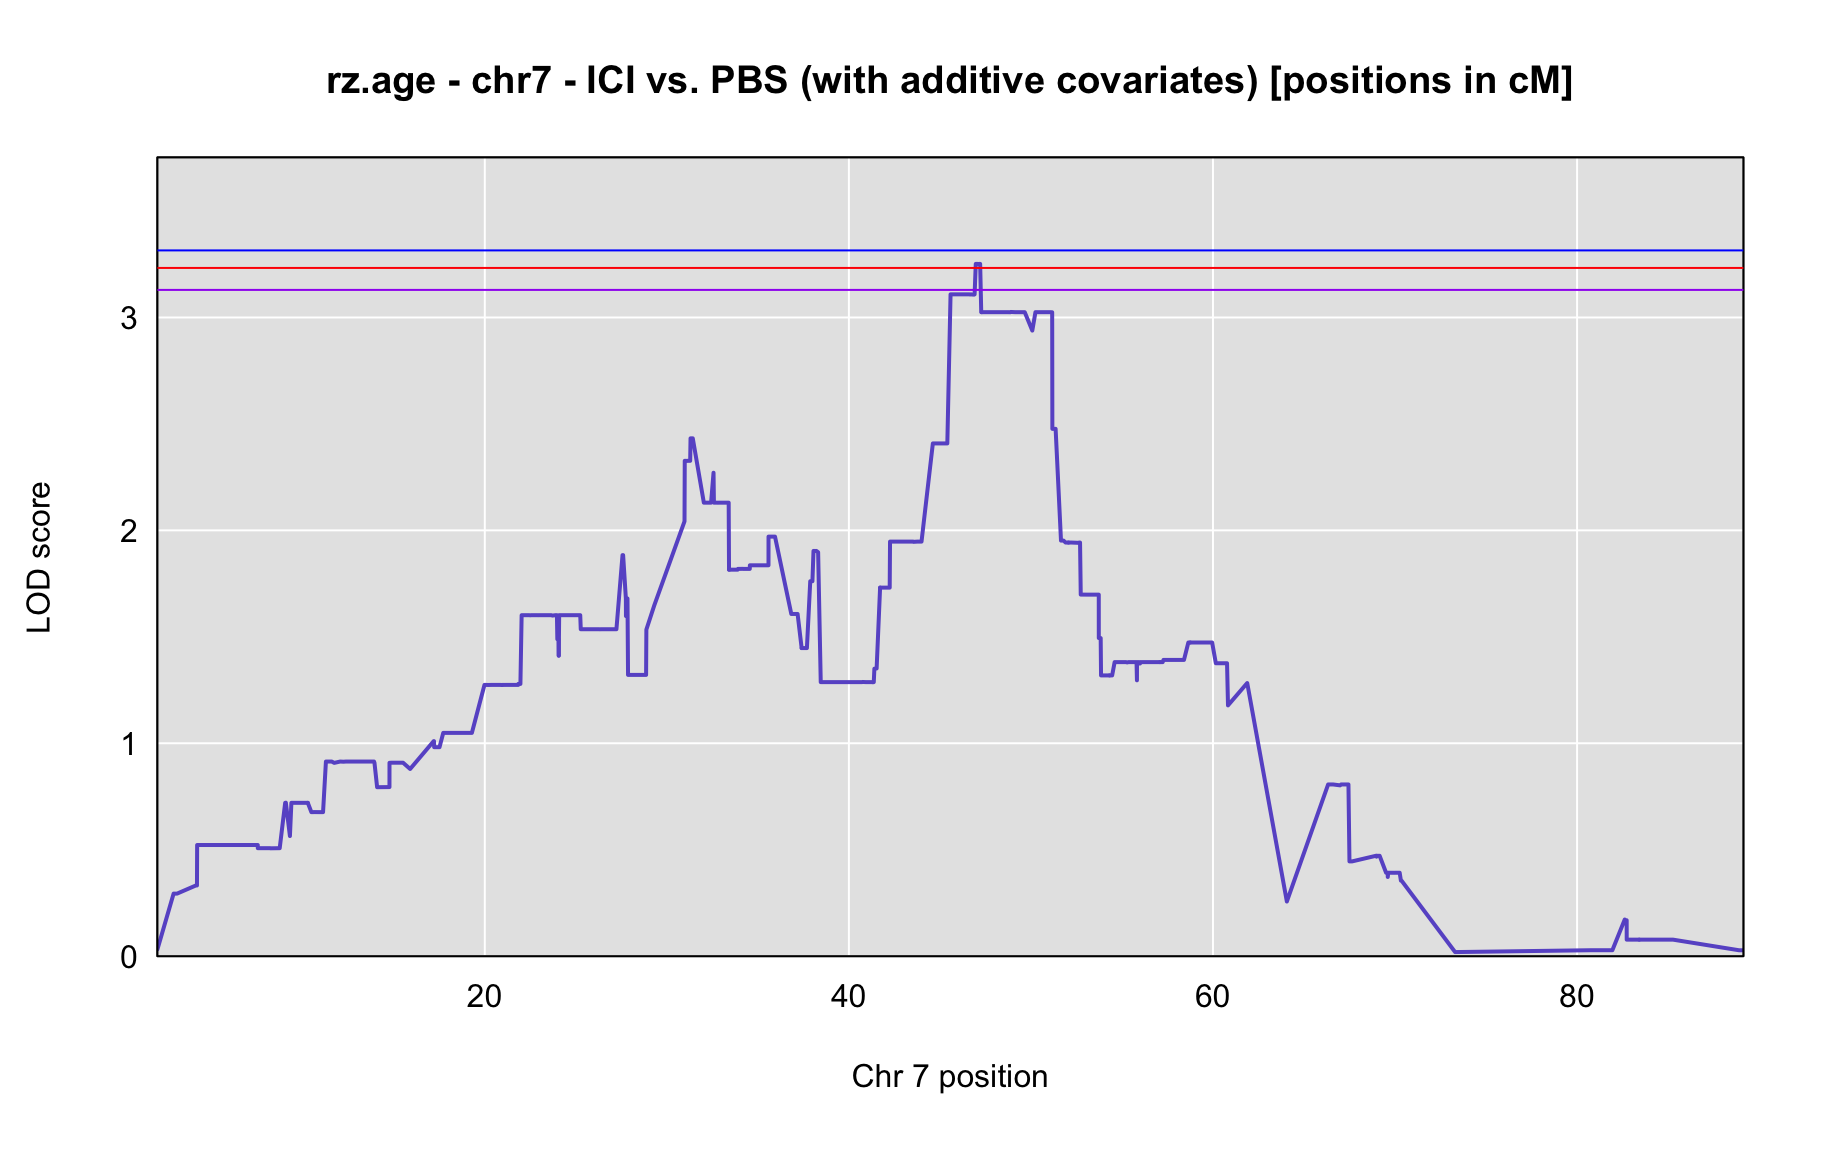 rz.age - chr7 - ICI vs. PBS (with additive covariates) [positions in cM]
LOD score
3
2
1
0
20 40 60 80
Chr 7 position